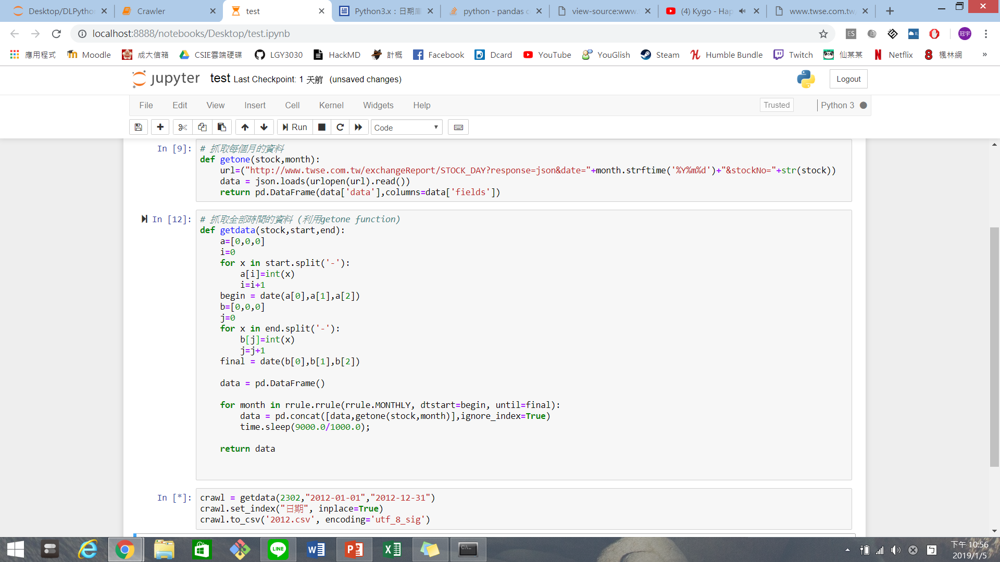 Desktop/DLPytho
Crawler
test
Python3.x：日期
python - pandas
view-source:www.
(4) Kygo - Hap
www.twse.com.tw
localhost:8888/notebooks/Desktop/test.ipynb
ES
冠宇
應用程式
Moodle
成大信箱
CSIE雲端硬碟
LGY3030
HackMD
計概
Facebook
Dcard
YouTube
YouGlish
Steam
Humble Bundle
Twitch
仙某某
Netflix
楓林網
»
jupyter test Last Checkpoint: 1 天前 (unsaved changes)
Logout
File Edit View Insert Cell Kernel Widgets Help
Trusted
Python 3
Run
Code
In [9]:
# 抓取每個月的資料
def getone(stock,month):
    url=("http://www.twse.com.tw/exchangeReport/STOCK_DAY?response=json&date="+month.strftime('%Y%m%d')+"&stockNo="+str(stock))
    data = json.loads(urlopen(url).read())
    return pd.DataFrame(data['data'],columns=data['fields'])
In [12]:
# 抓取全部時間的資料 (利用getone function)
def getdata(stock,start,end):
    a=[0,0,0]
    i=0
    for x in start.split('-'):
        a[i]=int(x)
        i=i+1
    begin = date(a[0],a[1],a[2])
    b=[0,0,0]
    j=0
    for x in end.split('-'):
        b[j]=int(x)
        j=j+1
    final = date(b[0],b[1],b[2])
    data = pd.DataFrame()
    for month in rrule.rrule(rrule.MONTHLY, dtstart=begin, until=final):
        data = pd.concat([data,getone(stock,month)],ignore_index=True)
        time.sleep(9000.0/1000.0);
    return data
In [*]:
crawl = getdata(2302,"2012-01-01","2012-12-31")
crawl.set_index("日期", inplace=True)
crawl.to_csv('2012.csv', encoding='utf_8_sig')
LINE
下午 10:56
2019/1/5